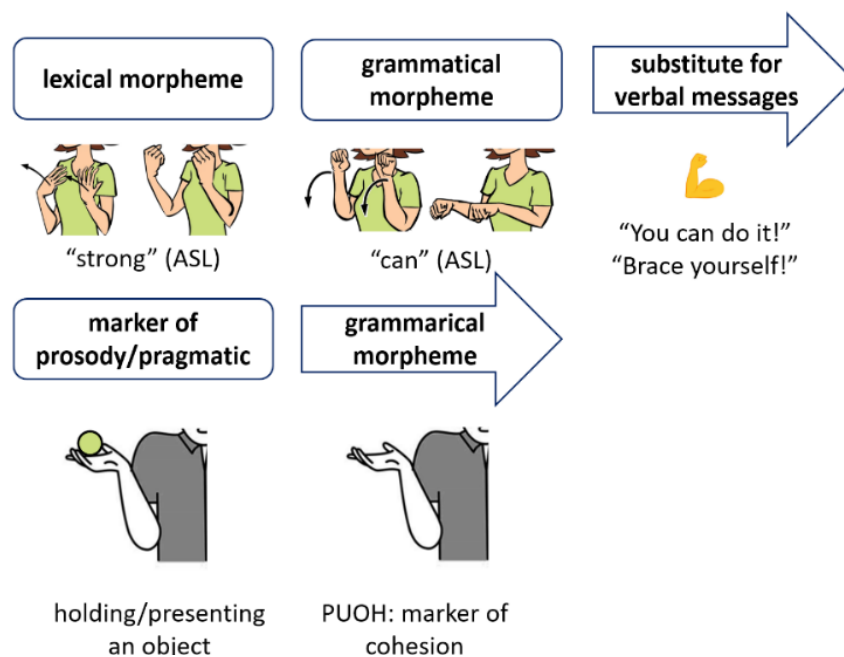 lexical morpheme
grammatical
morpheme
substitute for
verbal messages
“strong” (ASL)
“can” (ASL)
“You can do it!”
“Brace yourself!”
marker of
prosody/pragmatic
grammarical
morpheme
holding/presenting
an object
PUOH: marker of
cohesion